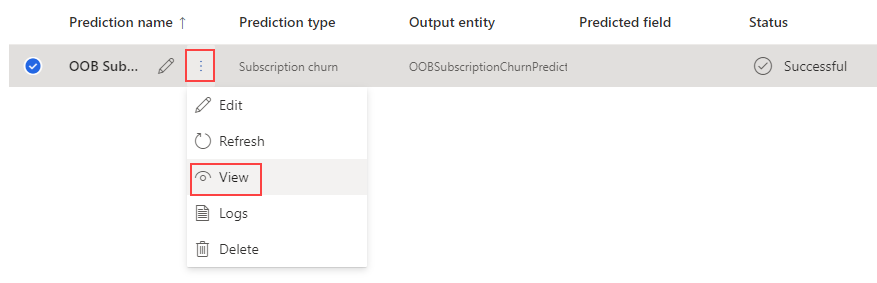 Prediction name ↑ Prediction type Output entity Predicted field Status
OOB Sub... Subscription churn OOBSubscriptionChurnPredict Successful
Edit
Refresh
View
Logs
Delete